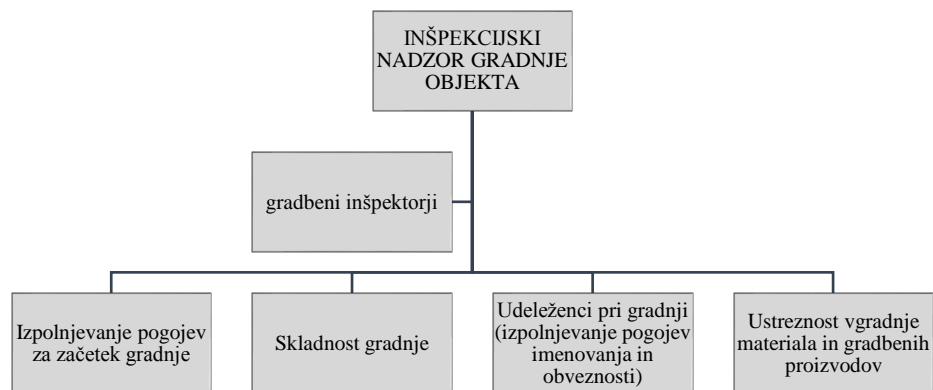 INŠPEKCIJSKI
NADZOR GRADNJE
OBJEKTA
gradbeni inšpektorji
Izpolnjevanje pogojev
za začetek gradnje
Skladnost gradnje
Udeleženci pri gradnji
(izpolnjevanje pogojev
imenovanja in
obveznosti)
Ustreznost vgradnje
materiala in gradbenih
proizvodov